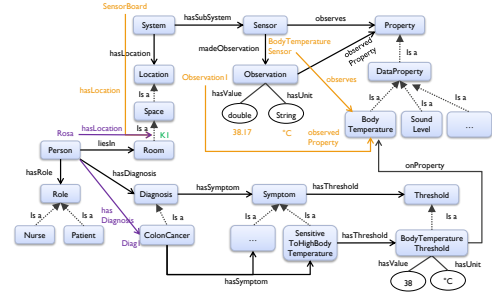 SensorBoard
System
hasSubSystem
Sensor
observes
Property
hasLocation
madeObservation
BodyTemperature
Sensor
observed
Property
Is a
Location
Observation1
Observation
DataProperty
hasLocation
Is a
hasValue
hasUnit
observes
Is a
Is a
Is a
Space
double
String
Body
Temperature
Sound
Level
...
Is a
38.17
°C
Rosa
hasLocation
K1
observed
Property
Person
liesIn
Room
onProperty
hasRole
hasDiagnosis
Role
Diagnosis
hasSymptom
Symptom
hasThreshold
Threshold
Is a
Is a
has
Diagnosis
Is a
Is a
Is a
Is a
Nurse
Patient
Diag1
ColonCancer
...
Sensitive
ToHighBody
Temperature
hasThreshold
BodyTemperature
Threshold
hasValue
hasUnit
hasSymptom
38
°C